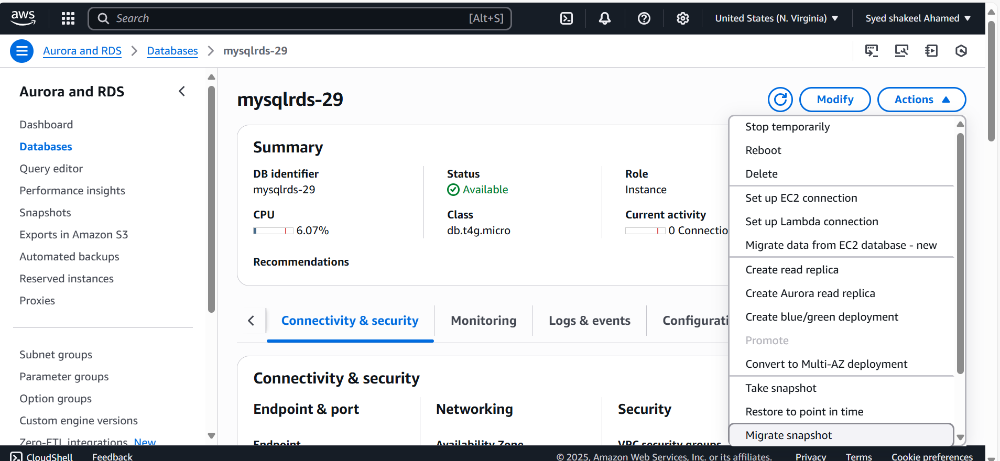 aws
Search [Alt+S]
United States (N. Virginia) ▼
Syed shakeel Ahamed ▼
Aurora and RDS > Databases > mysqlrds-29
Aurora and RDS
Dashboard
Databases
Query editor
Performance insights
Snapshots
Exports in Amazon S3
Automated backups
Reserved instances
Proxies
Subnet groups
Parameter groups
Option groups
Custom engine versions
Zero-ETL integrations New
mysqlrds-29
Modify
Actions ▲
Summary
DB identifier
mysqlrds-29
Status
Available
Role
Instance
CPU
6.07%
Class
db.t4g.micro
Current activity
0 Connectio
Recommendations
Connectivity & security
Monitoring
Logs & events
Configurati
Connectivity & security
Endpoint & port
Endpoint
Networking
Availability Zone
Security
VPC security groups
Stop temporarily
Reboot
Delete
Set up EC2 connection
Set up Lambda connection
Migrate data from EC2 database - new
Create read replica
Create Aurora read replica
Create blue/green deployment
Promote
Convert to Multi-AZ deployment
Take snapshot
Restore to point in time
Migrate snapshot
CloudShell
Feedback
© 2025, Amazon Web Services, Inc. or its affiliates.
Privacy
Terms
Cookie preferences